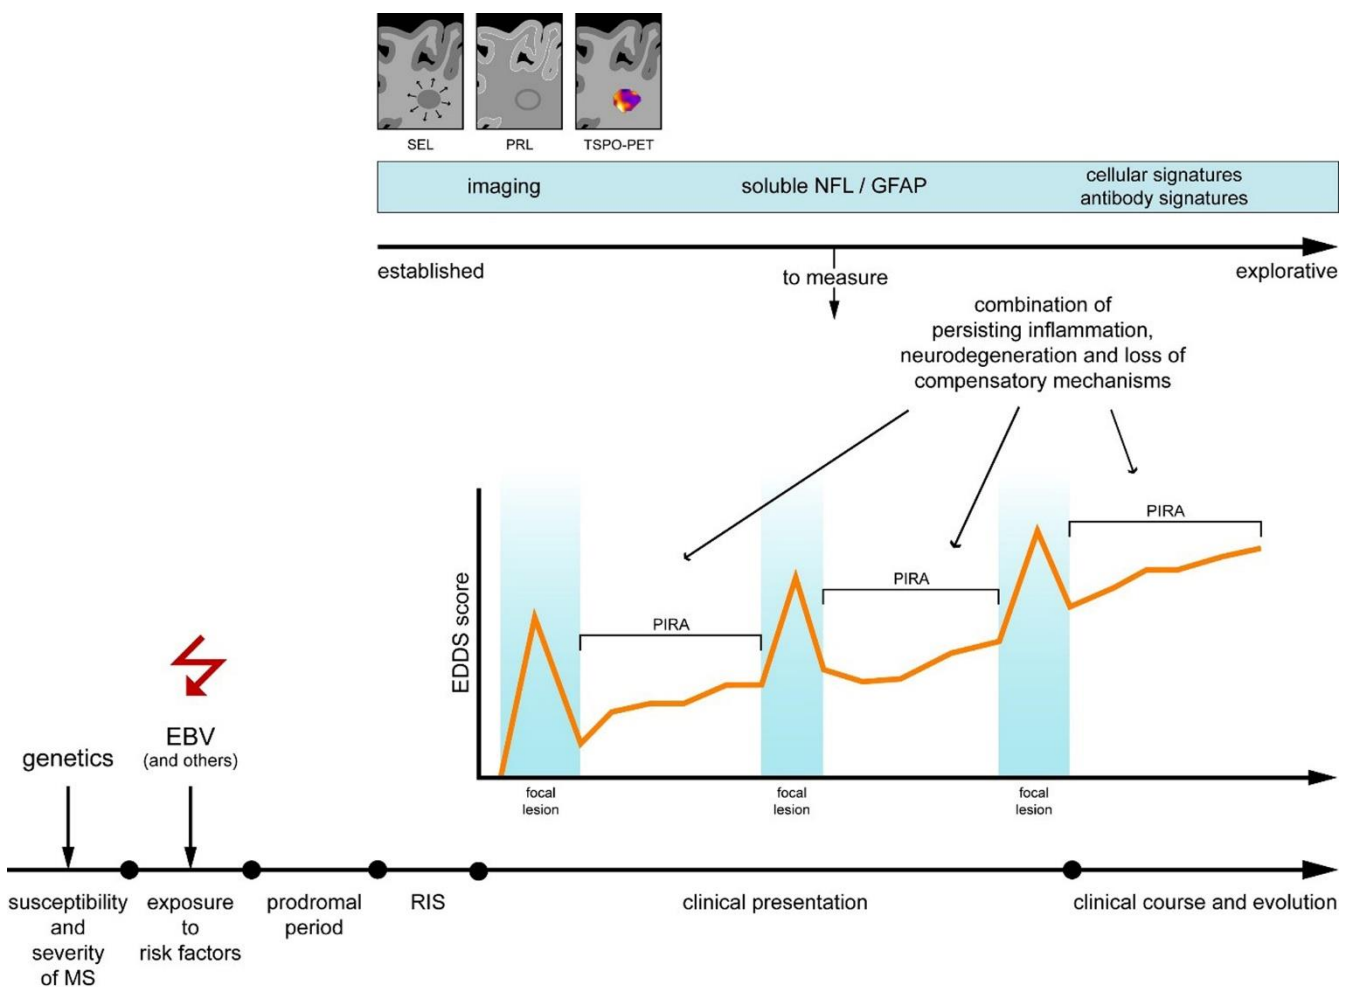 SEL
PRL
TSPO-PET
imaging
soluble NFL / GFAP
cellular signatures
antibody signatures
established
to measure
explorative
combination of
persisting inflammation,
neurodegeneration and loss of
compensatory mechanisms
PIRA
PIRA
PIRA
EDDS score
focal
lesion
focal
lesion
focal
lesion
genetics
EBV
(and others)
susceptibility
and
severity
of MS
exposure
to
risk factors
prodromal
period
RIS
clinical presentation
clinical course and evolution